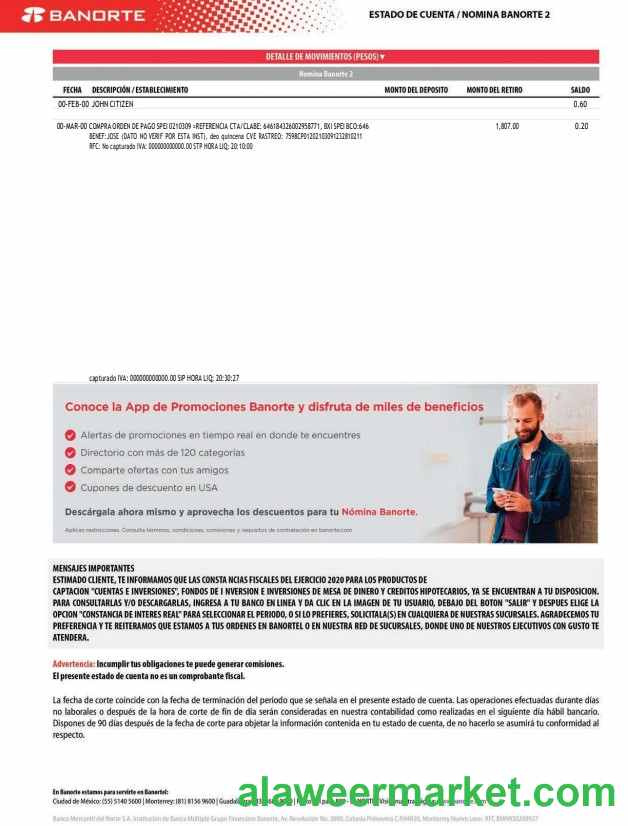 BANORTE
ESTADO DE CUENTA / NOMINA BANORTE 2
DETALLE DE MOVIMIENTOS (PESOS)▼
Nomina Banorte 2
FECHA DESCRIPCIÓN / ESTABLECIMIENTO MONTO DEL DEPOSITO MONTO DEL RETIRO SALDO
00-FEB-00 JOHN CITIZEN 0.60
00-MAR-00 COMPRA ORDEN DE PAGO SPEI 0210309 =REFERENCIA CTA/CLABE: 646184326002958771, BXI SPEI BCO:646 1,807.00 0.20
BENEF:JOSE (DATO NO VERIF POR ESTA INST), deo quincena CVE RASTREO: 7598CP01202103091232810211
RFC: No capturado IVA: 000000000000.00 STP HORA LIQ: 20:10:00
capturado IVA: 000000000000.00 SIP HORA LIQ: 20:30:27
Conoce la App de Promociones Banorte y disfruta de miles de beneficios
Alertas de promociones en tiempo real en donde te encuentres
Directorio con más de 120 categorías
Comparte ofertas con tus amigos
Cupones de descuento en USA
Descárgala ahora mismo y aprovecha los descuentos para tu Nómina Banorte.
Aplican restricciones. Consulta términos, condiciones, comisiones y requisitos de contratación en banorte.com
MENSAJES IMPORTANTES
ESTIMADO CLIENTE, TE INFORMAMOS QUE LAS CONSTA NCIAS FISCALES DEL EJERCICIO 2020 PARA LOS PRODUCTOS DE
CAPTACION "CUENTAS E INVERSIONES", FONDOS DE I NVERSION E INVERSIONES DE MESA DE DINERO Y CREDITOS HIPOTECARIOS, YA SE ENCUENTRAN A TU DISPOSICION.
PARA CONSULTARLAS Y/O DESCARGARLAS, INGRESA A TU BANCO EN LINEA Y DA CLIC EN LA IMAGEN DE TU USUARIO, DEBAJO DEL BOTON "SALIR" Y DESPUES ELIGE LA
OPCION "CONSTANCIA DE INTERES REAL" PARA SELECCIONAR EL PERIODO, O SI LO PREFIERES, SOLICITALA(S) EN CUALQUIERA DE NUESTRAS SUCURSALES. AGRADECEMOS TU
PREFERENCIA Y TE REITERAMOS QUE ESTAMOS A TUS ORDENES EN BANORTEL O EN NUESTRA RED DE SUCURSALES, DONDE UNO DE NUESTROS EJECUTIVOS CON GUSTO TE
ATENDERA.
Advertencia: Incumplir tus obligaciones te puede generar comisiones.
El presente estado de cuenta no es un comprobante fiscal.
La fecha de corte coincide con la fecha de terminación del periodo que se señala en el presente estado de cuenta. Las operaciones efectuadas durante días
no laborales o después de la hora de corte de fin de día serán consideradas en nuestra contabilidad como realizadas en el siguiente día hábil bancario.
Dispones de 90 días después de la fecha de corte para objetar la información contenida en tu estado de cuenta, de no hacerlo se asumirá tu conformidad al
respecto.
En Banorte estamos para servirte en Banortel:
Ciudad de México: (55) 5140 5600 | Monterrey: (81) 8156 9600 |
alaweermarket.com
Banco Mercantil del Norte S.A. Institución de Banca Múltiple Grupo Financiero Banorte.